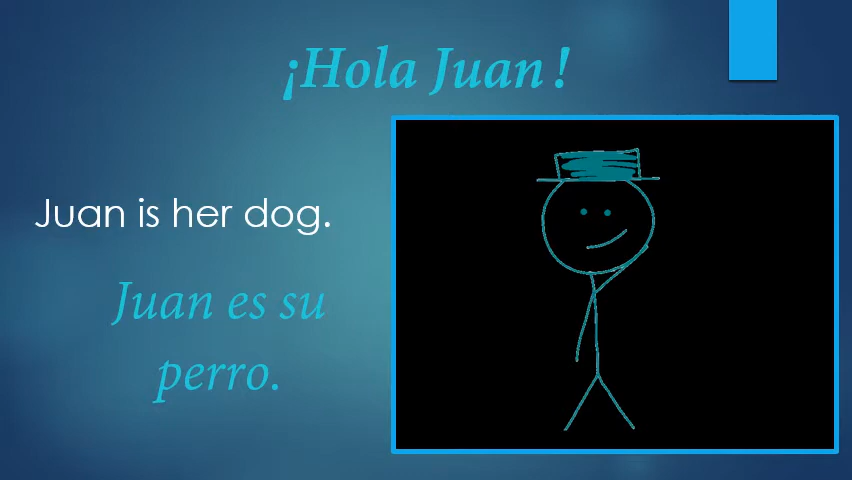 ¡Hola Juan!
Juan is her dog.
Juan es su
perro.